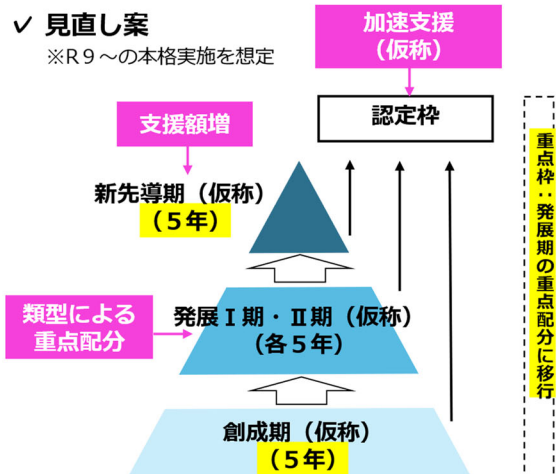 ✓ 見直し案
※R9～の本格実施を想定
加速支援
（仮称）
認定枠
支援額増
新先導期（仮称）
（５年）
類型による
重点配分
発展Ⅰ期・Ⅱ期（仮称）
（各５年）
創成期（仮称）
（５年）
重点枠：発展期の重点配分に移行